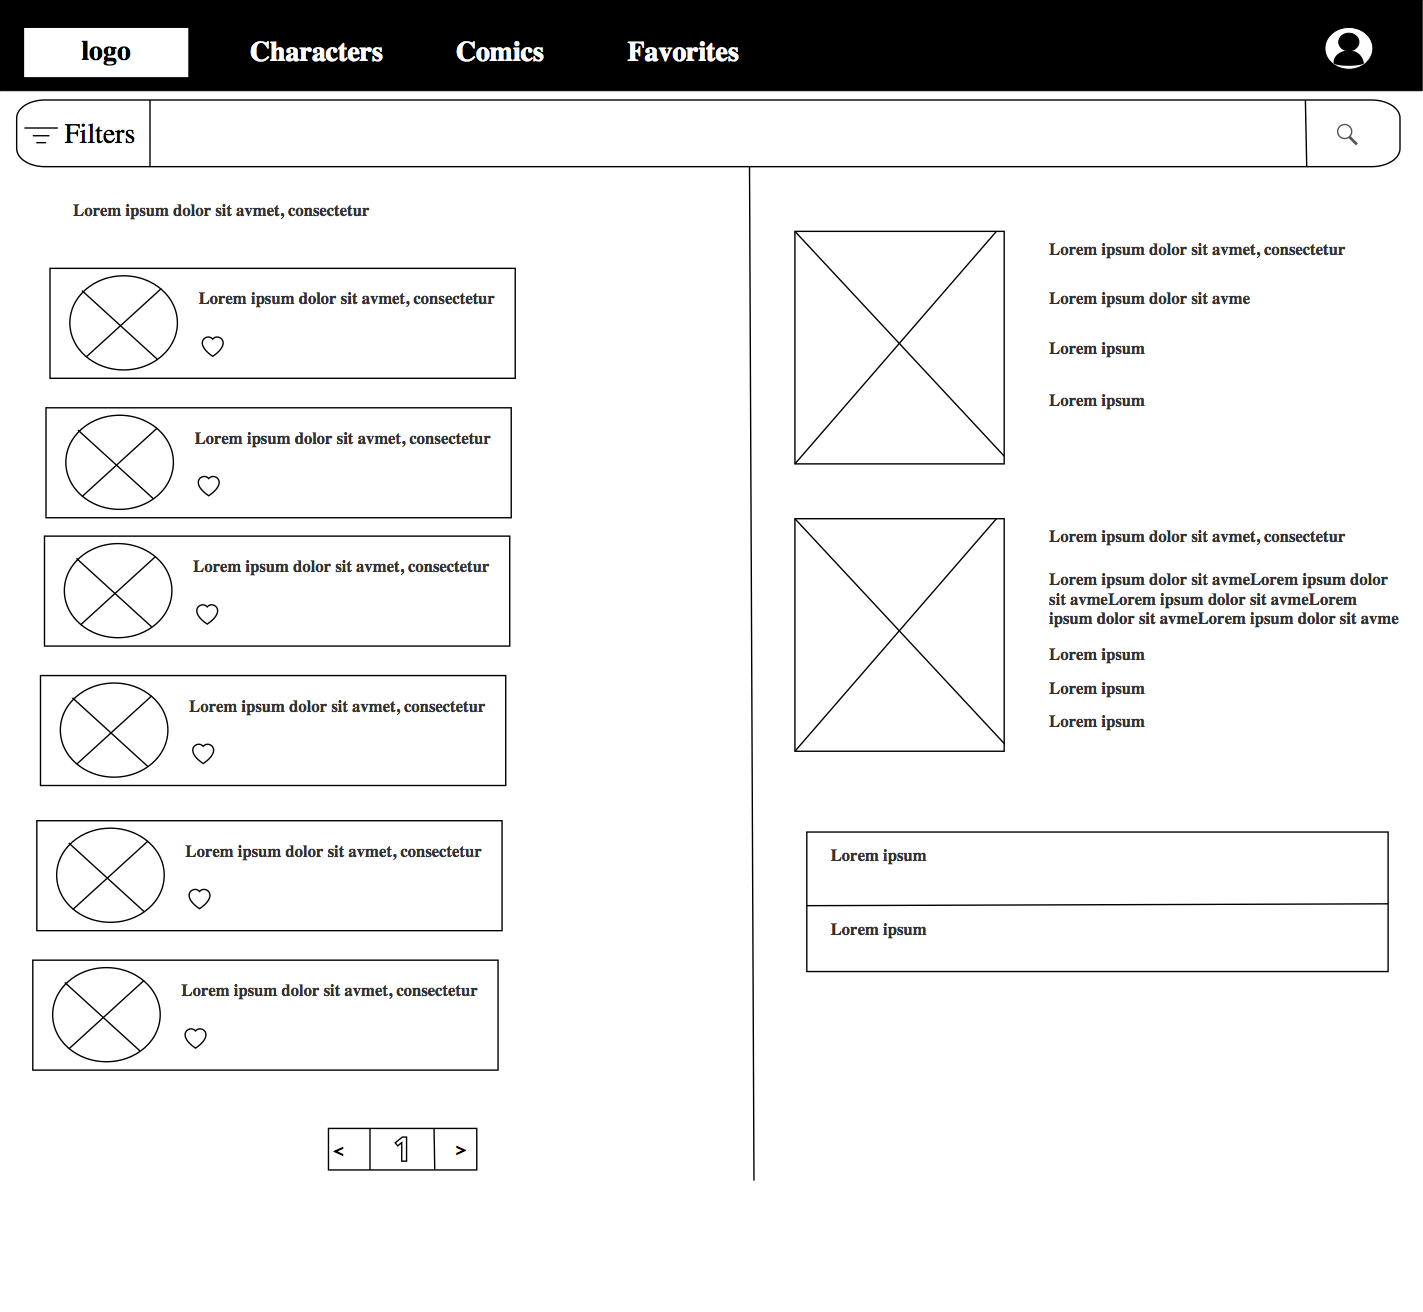 logo
Characters
Comics
Favorites
Filters
Lorem ipsum dolor sit avmet, consectetur
Lorem ipsum dolor sit avmet, consectetur
Lorem ipsum dolor sit avmet, consectetur
Lorem ipsum dolor sit avmet, consectetur
Lorem ipsum dolor sit avmet, consectetur
Lorem ipsum dolor sit avmet, consectetur
Lorem ipsum dolor sit avmet, consectetur
< 1 >
Lorem ipsum dolor sit avmet, consectetur
Lorem ipsum dolor sit avme
Lorem ipsum
Lorem ipsum
Lorem ipsum dolor sit avmet, consectetur
Lorem ipsum dolor sit avmeLorem ipsum dolor
sit avmeLorem ipsum dolor sit avmeLorem
ipsum dolor sit avmeLorem ipsum dolor sit avme
Lorem ipsum
Lorem ipsum
Lorem ipsum
Lorem ipsum
Lorem ipsum